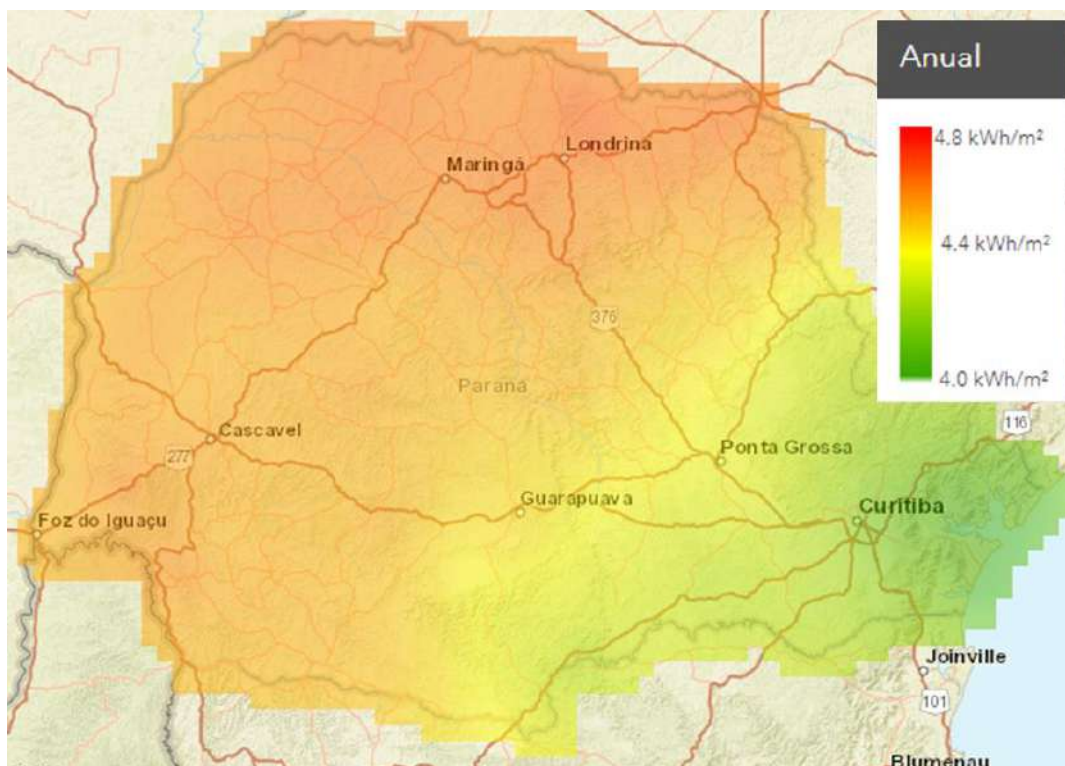 Anual
4.8 kWh/m²
4.4 kWh/m²
4.0 kWh/m²
Londrina
Maringá
376
Paraná
Cascavel
277
116
Ponta Grossa
Guarapuava
Curitiba
Foz do Iguaçu
Joinville
101
Blumenau